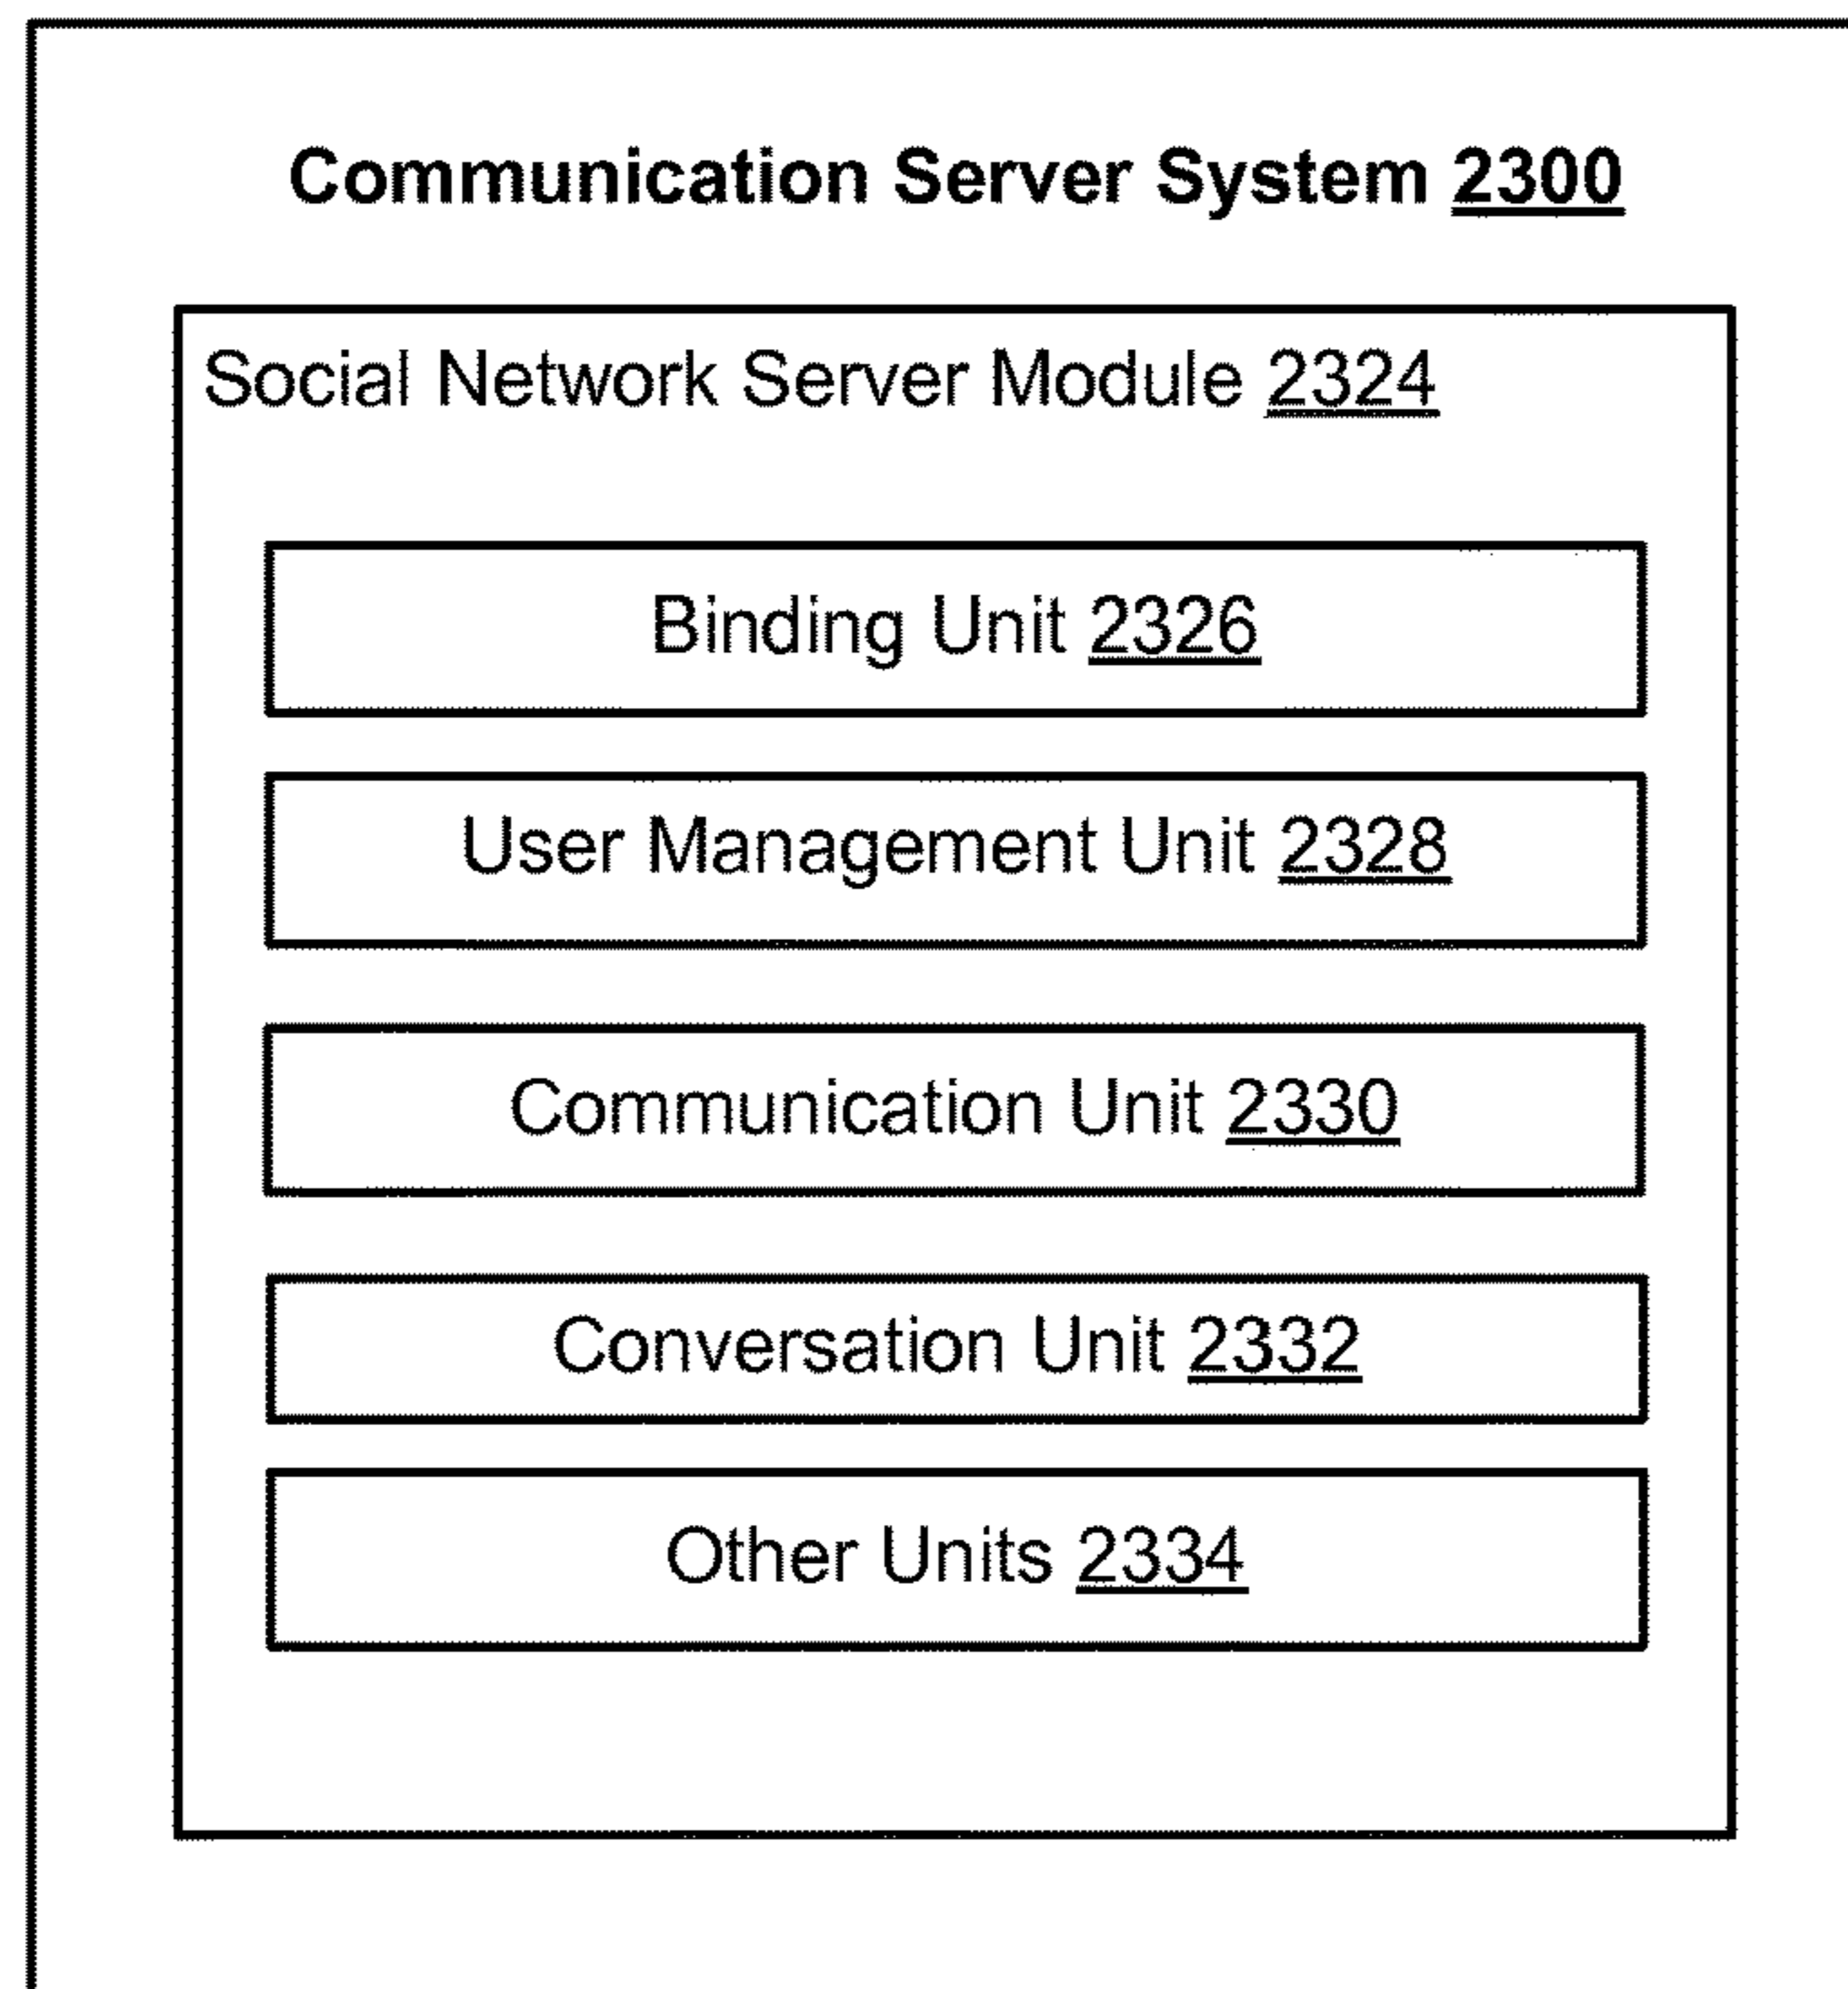 Communication Server System 2300
Social Network Server Module 2324
Binding Unit 2326
User Management Unit 2328
Communication Unit 2330
Conversation Unit 2332
Other Units 2334